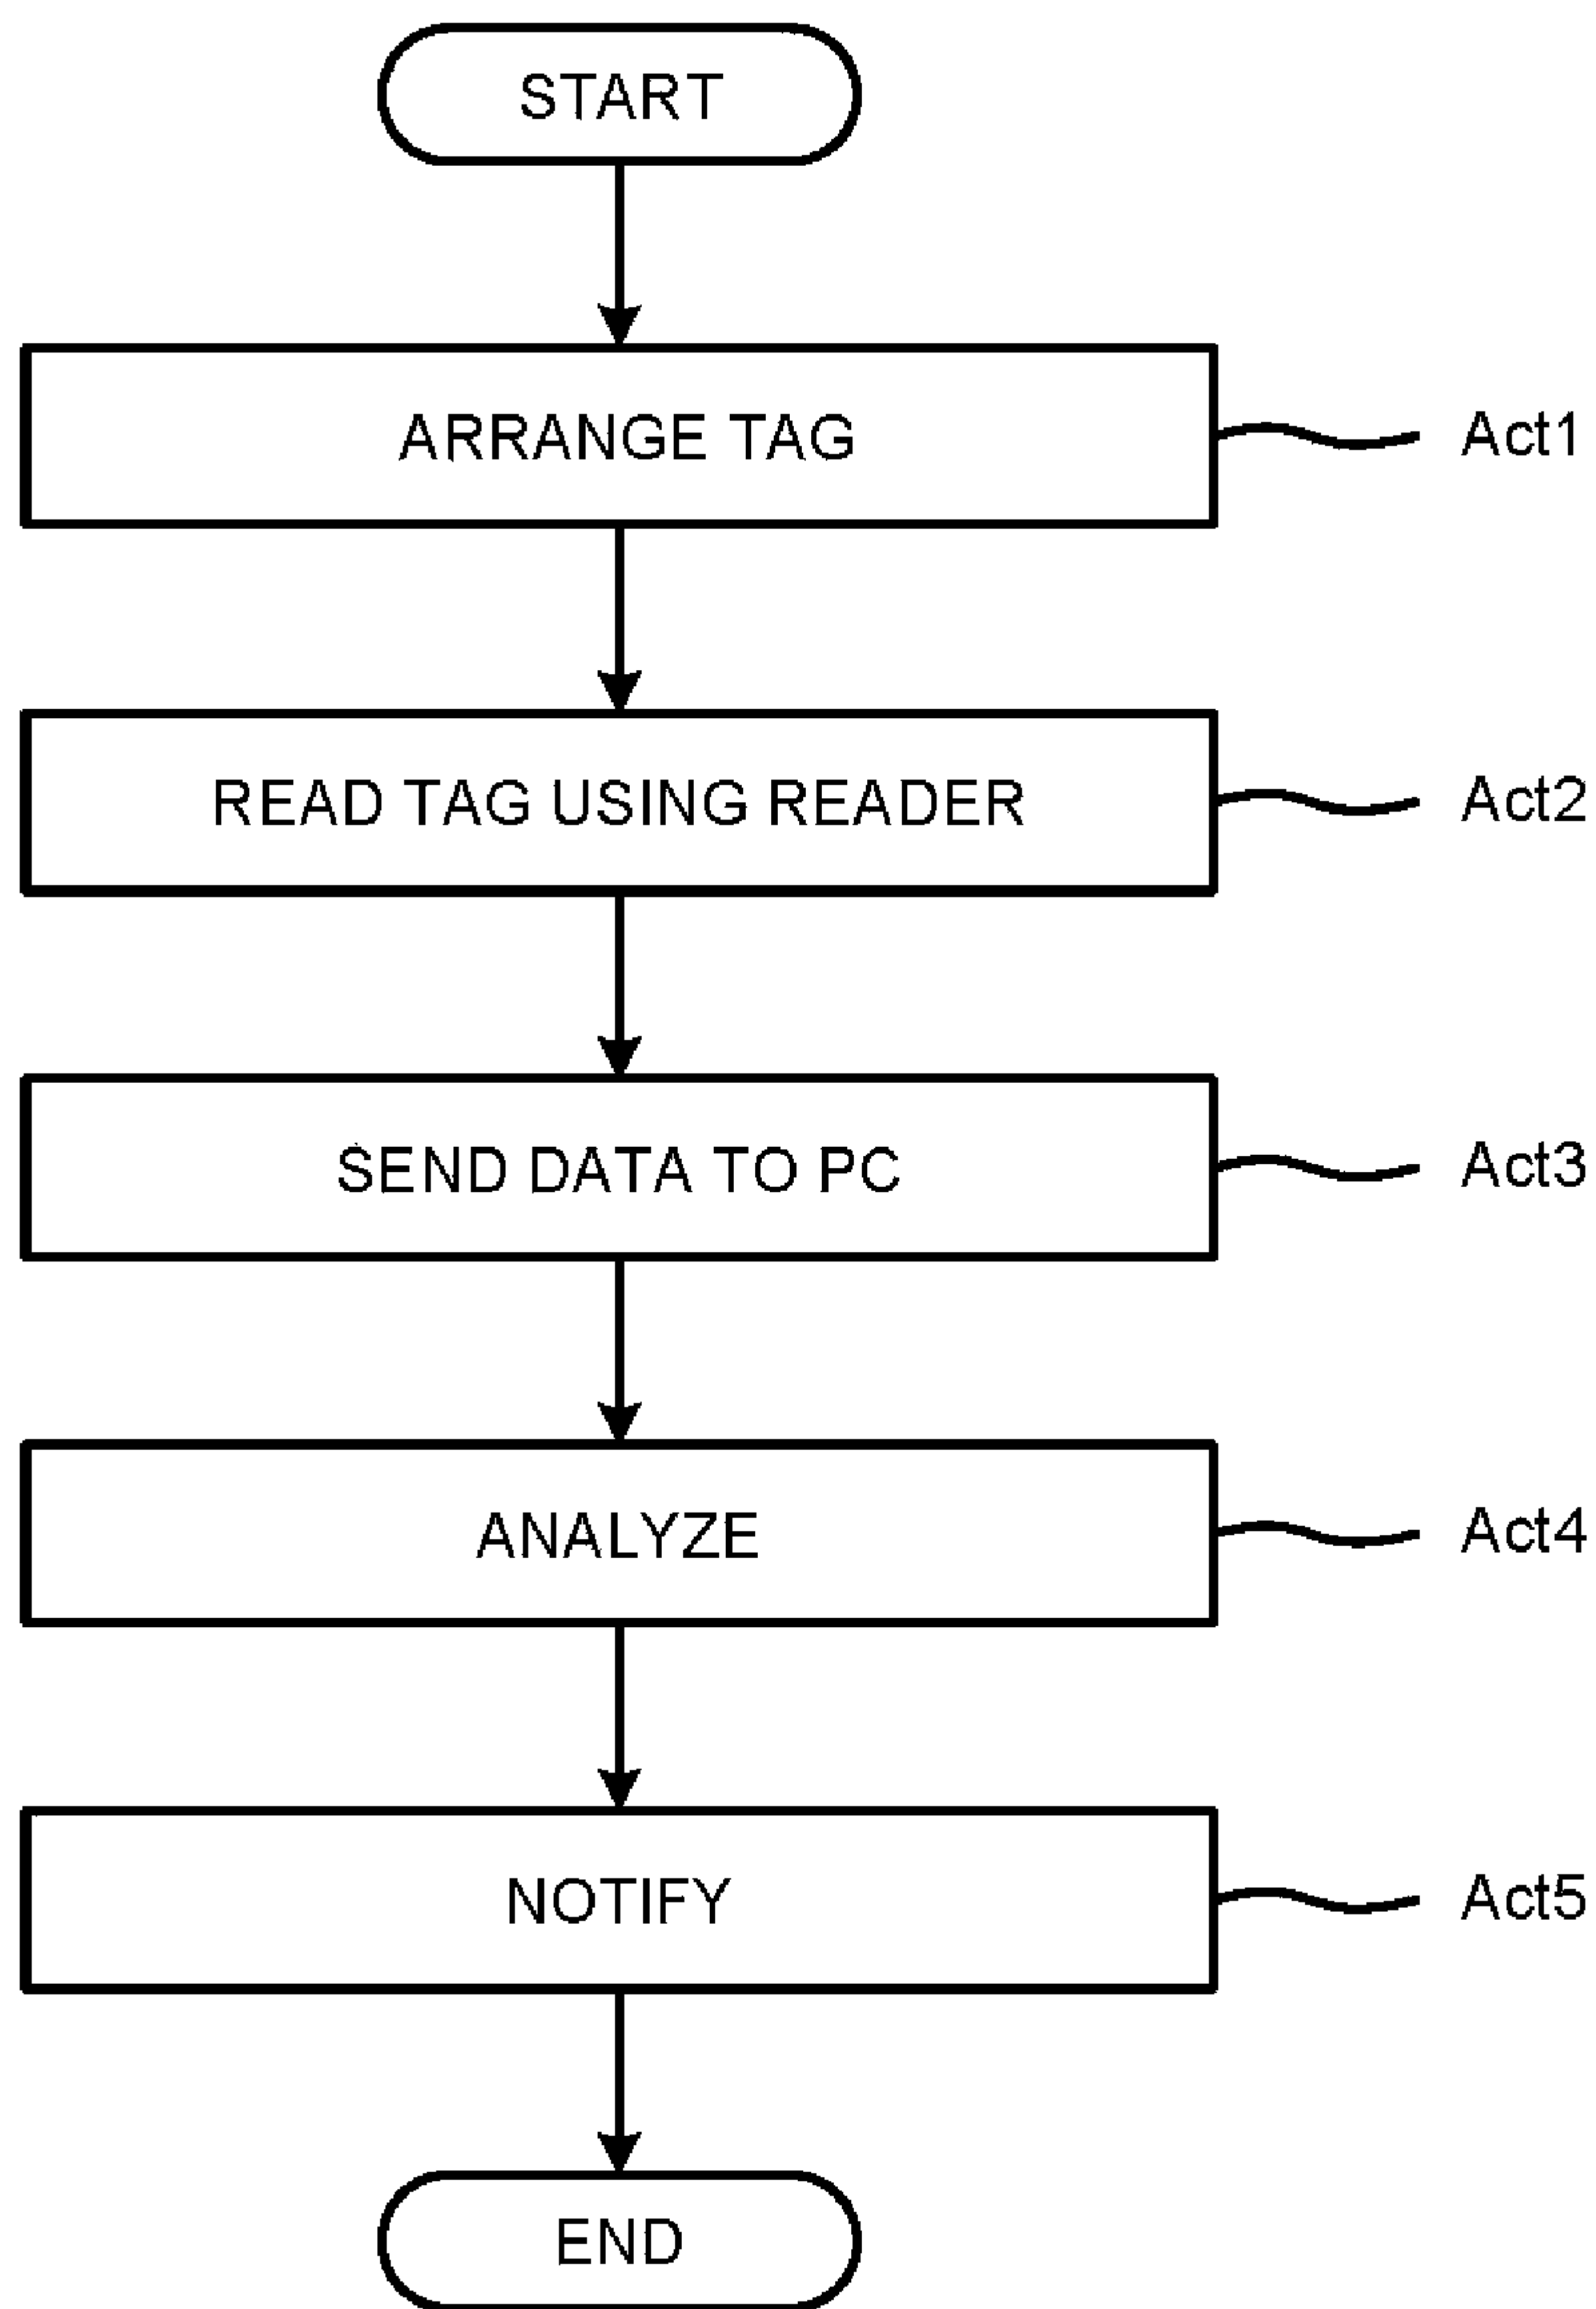 START
ARRANGE TAG
Act1
READ TAG USING READER
Act2
SEND DATA TO PC
Act3
ANALYZE
Act4
NOTIFY
Act5
END